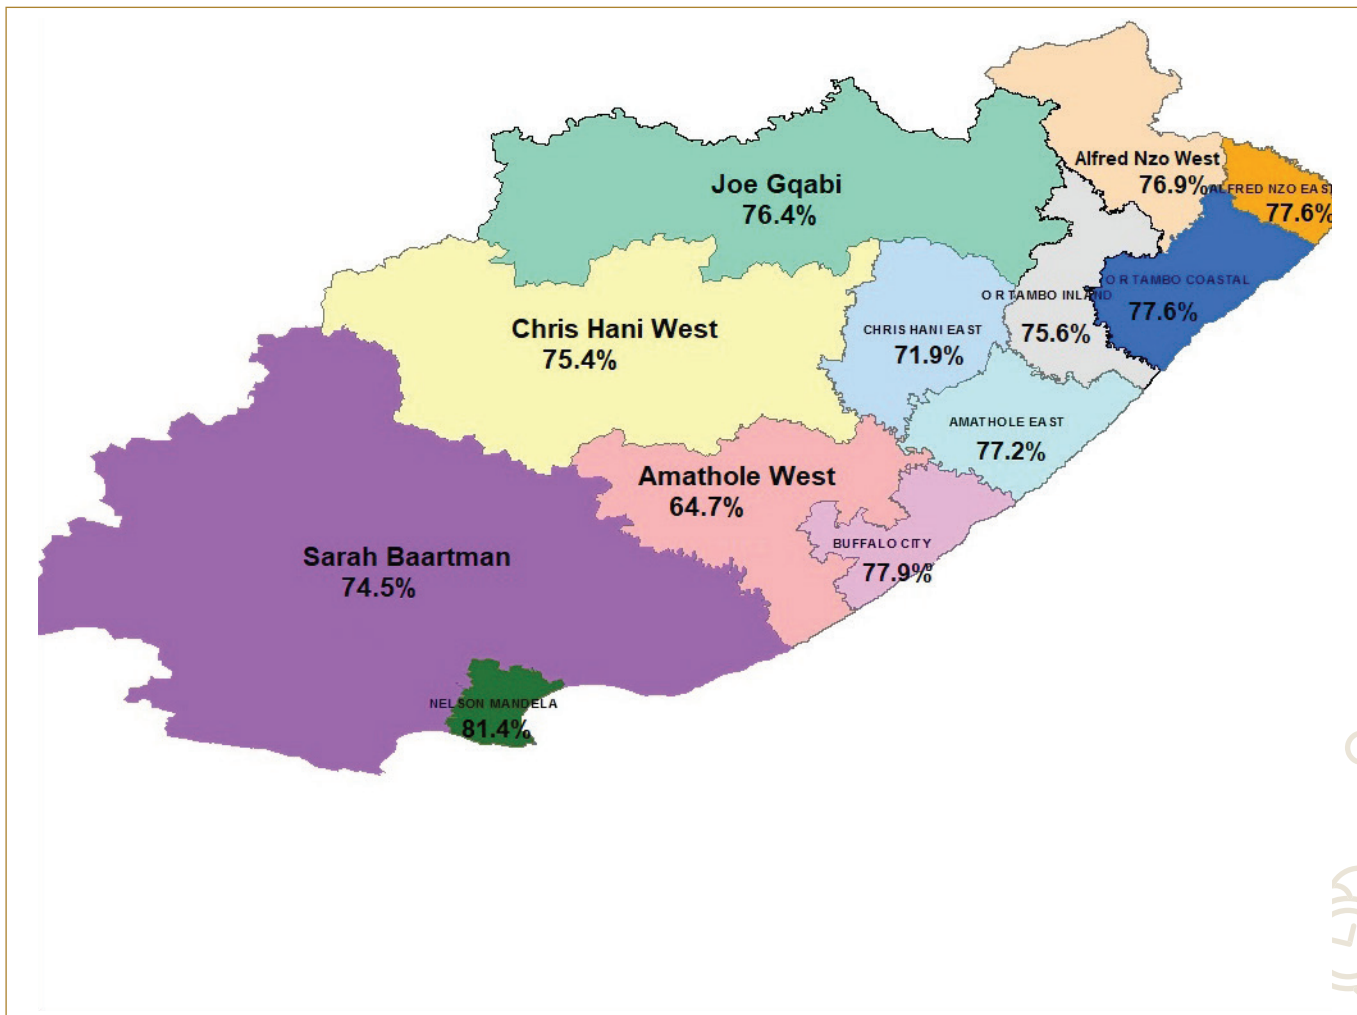 Alfred Nzo West
76.9%
ALFRED NZO EAS
77.6%
Joe Gqabi
76.4%
O R TAMBO COASTAL
77.6%
O R TAMBO INLAND
75.6%
Chris Hani West
75.4%
CHRIS HANI EAST
71.9%
AMATHOLE EAST
77.2%
Amathole West
64.7%
BUFFALO CITY
77.9%
Sarah Baartman
74.5%
NELSON MANDELA
81.4%